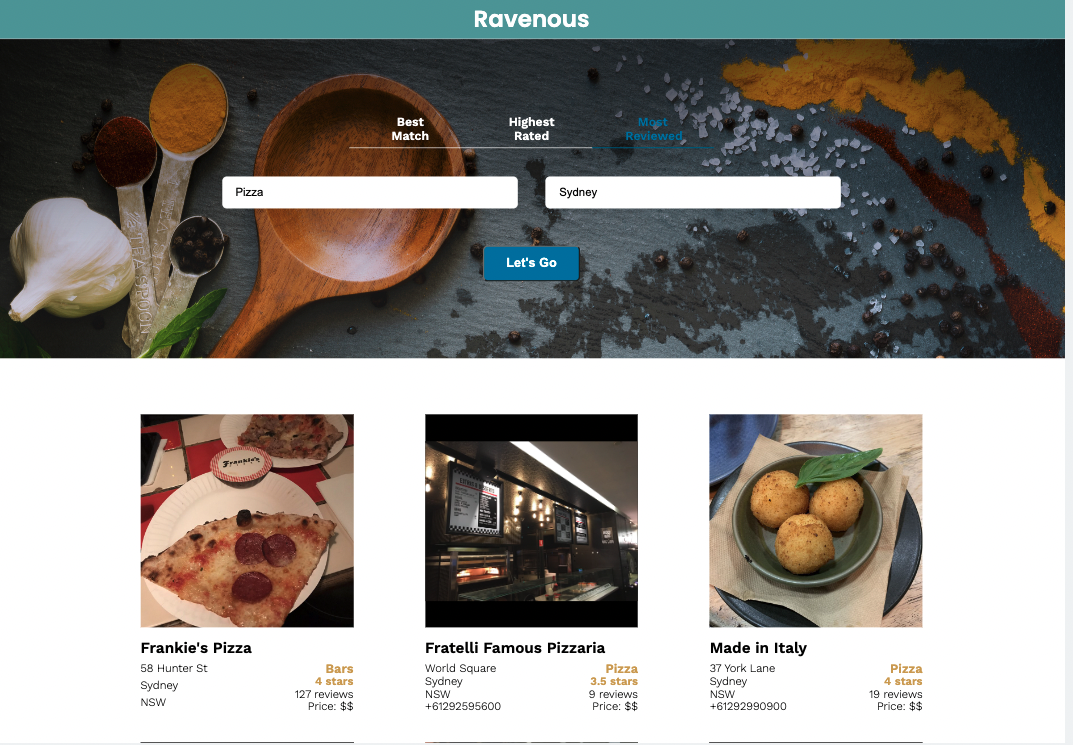 Ravenous
Best
Match
Highest
Rated
Most
Reviewed
Pizza
Sydney
Let's Go
Frankie's
Frankie's Pizza
58 Hunter St
Sydney
NSW
Bars
4 stars
127 reviews
Price: $$
Fratelli Famous Pizzaria
World Square
Sydney
NSW
+61292595600
Pizza
3.5 stars
9 reviews
Price: $$
Made in Italy
37 York Lane
Sydney
NSW
+61292990900
Pizza
4 stars
19 reviews
Price: $$